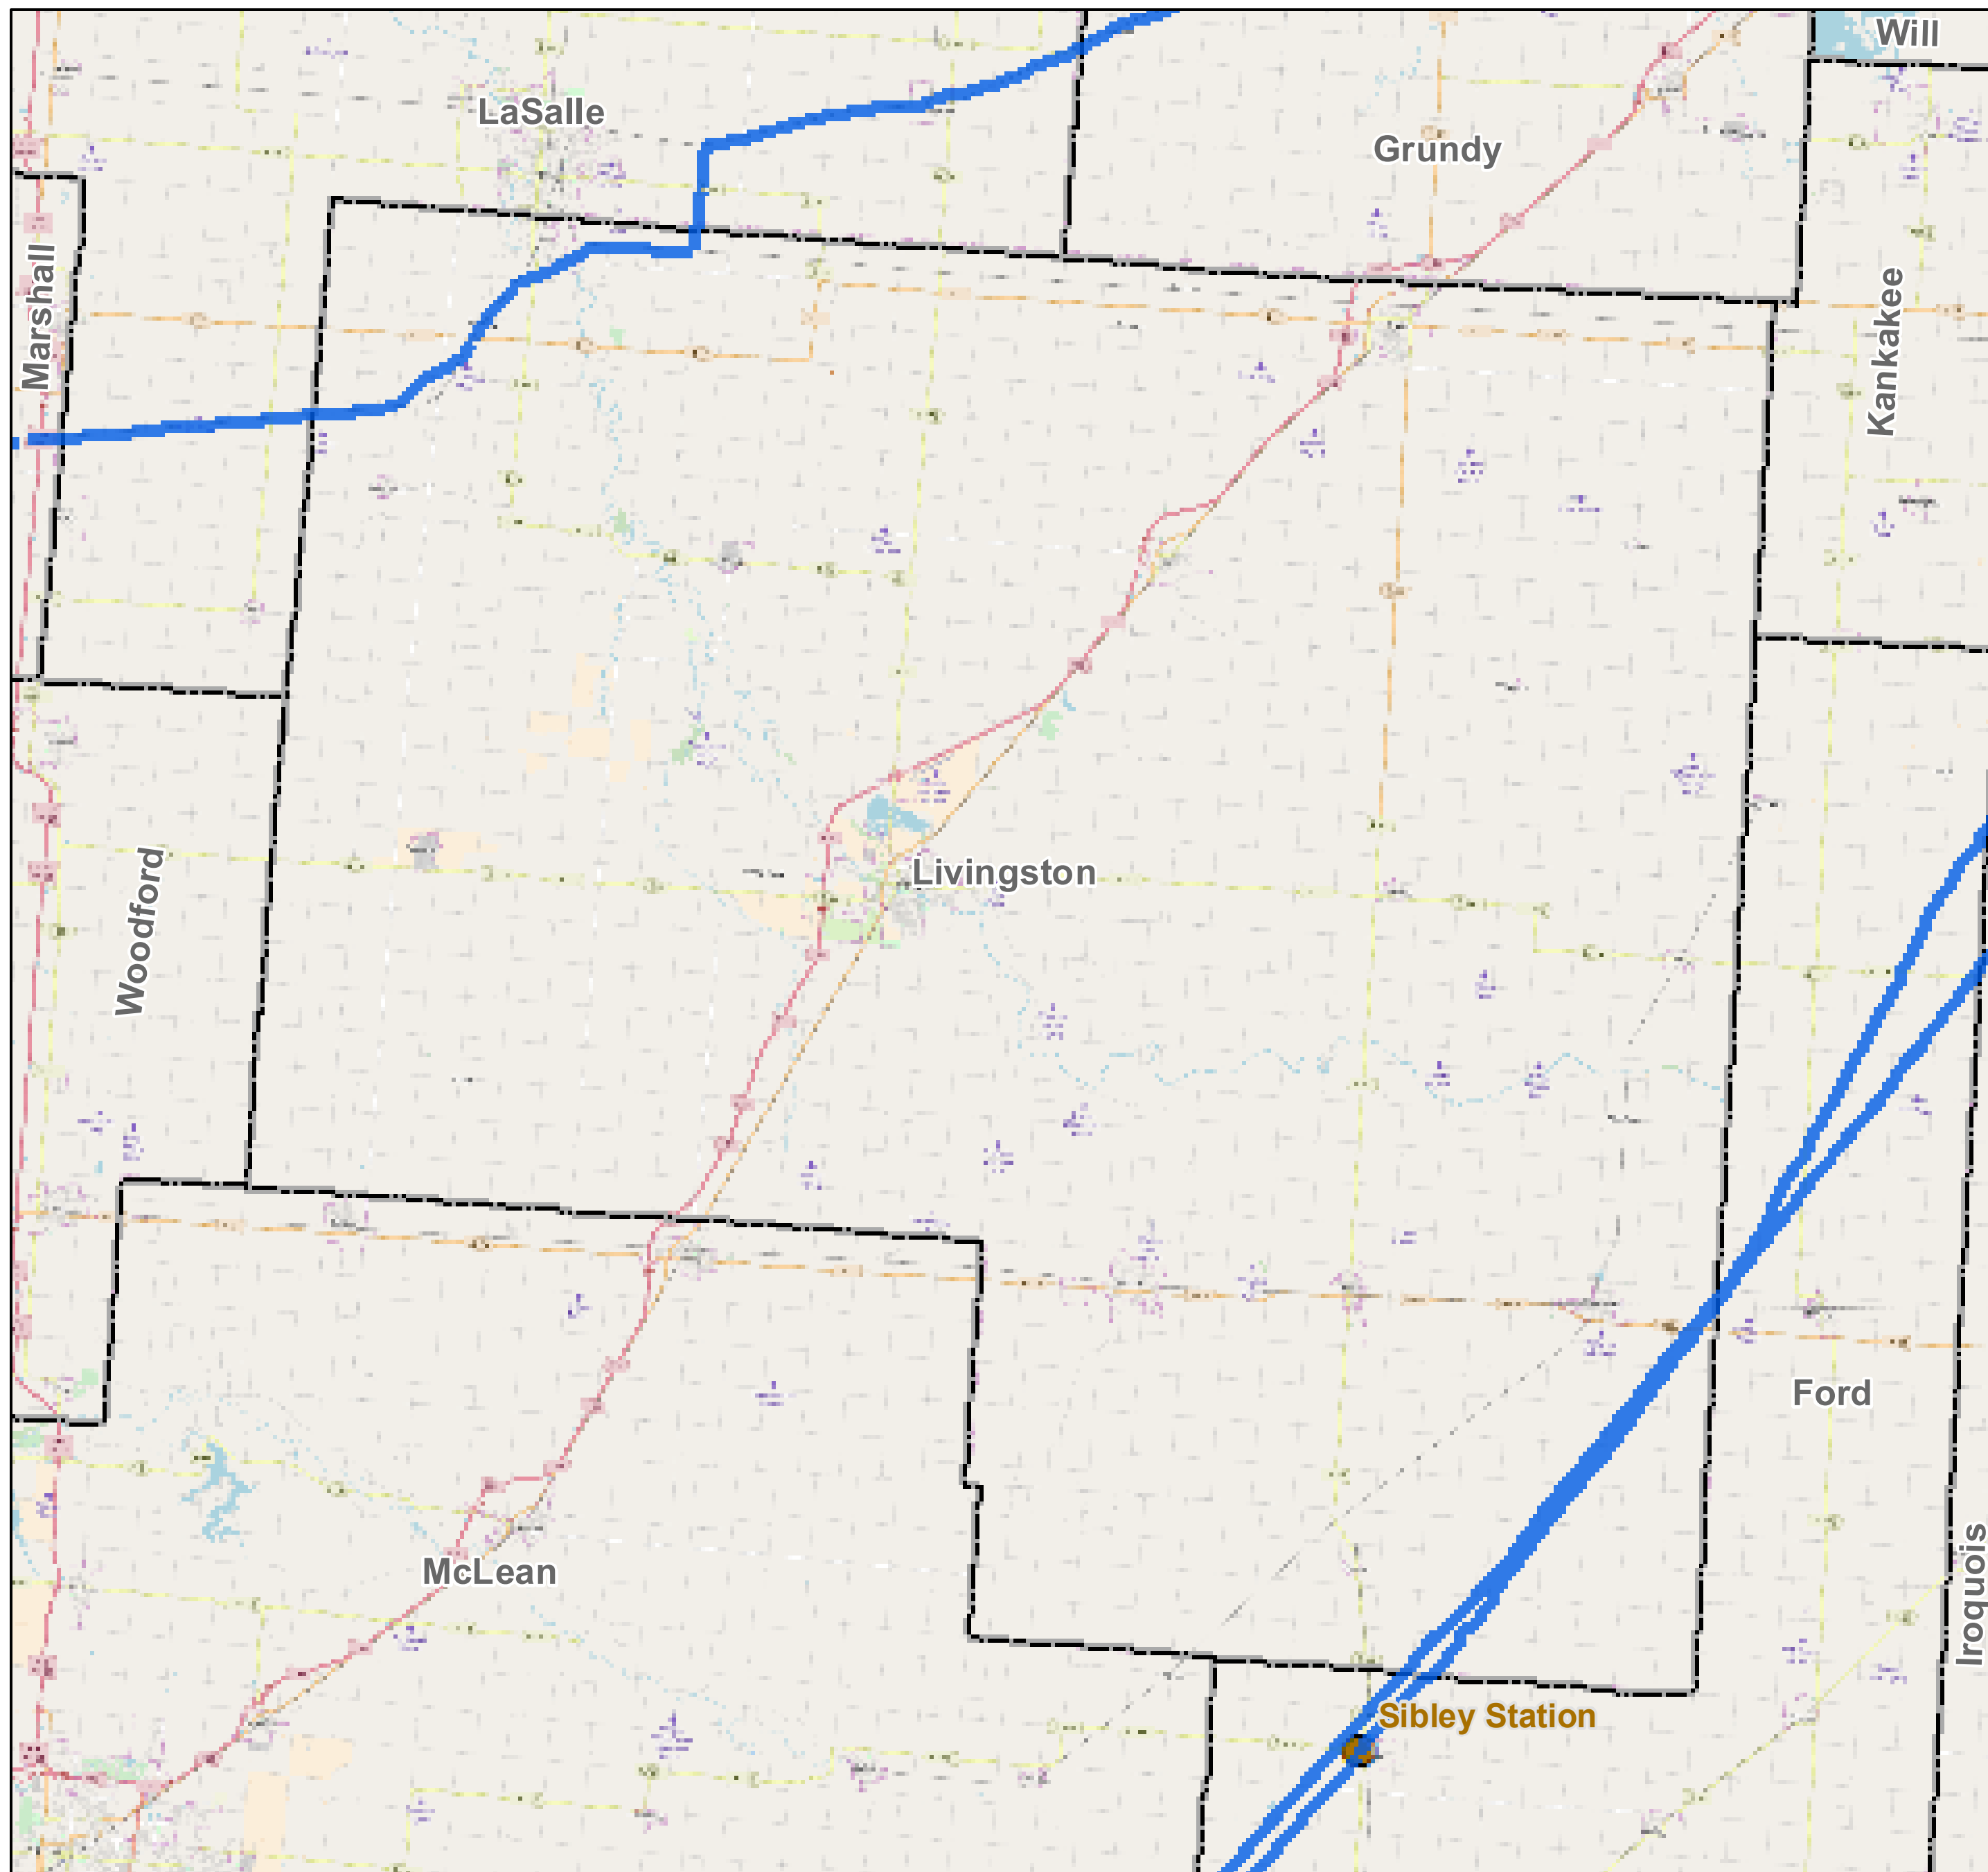 Will
LaSalle
Grundy
Marshall
Kankakee
Livingston
Woodford
Ford
McLean
Iroquois
Sibley Station